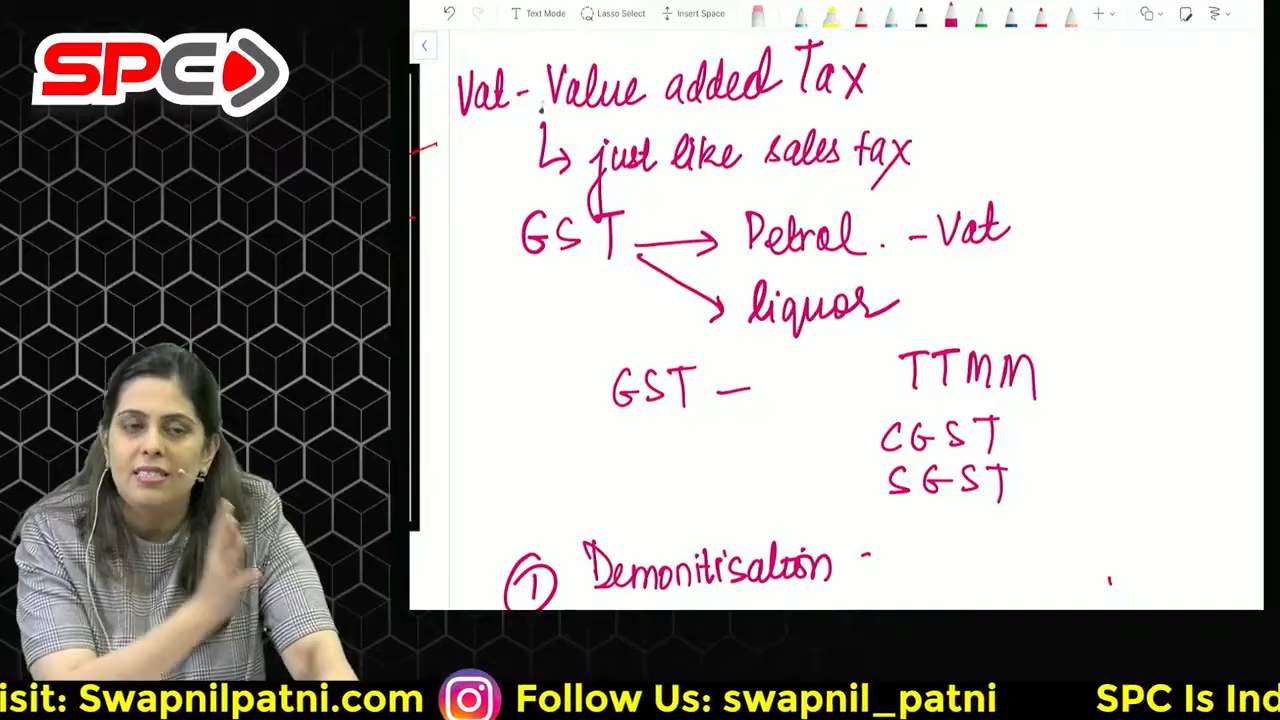 Text Mode Lasso Select Insert Space
SPC
Vat - Value added Tax
↳ just like sales tax
GST → Petrol. - Vat
→ liquor
GST —
TTMM
CGST
SGST
① Demonitisation -
isit: Swapnilpatni.com Follow Us: swapnil_patni SPC Is Ind